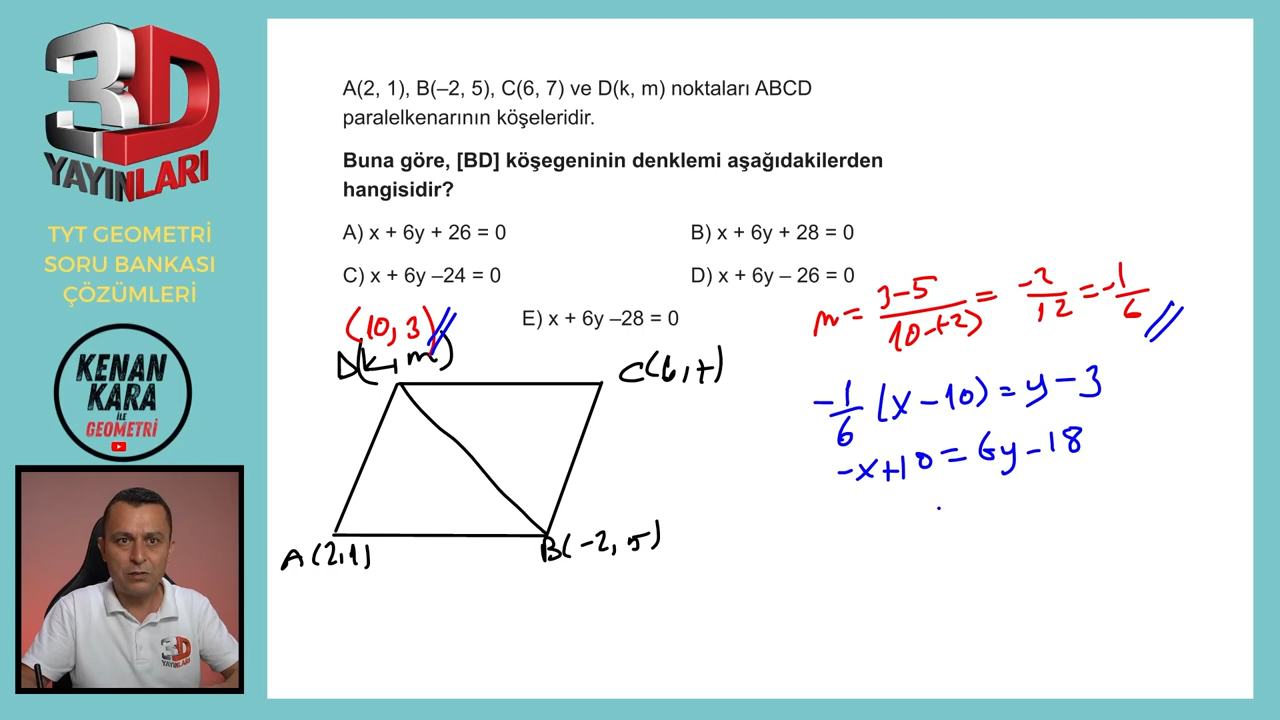 3D
YAYINLARI
TYT GEOMETRİ
SORU BANKASI
ÇÖZÜMLERİ
KENAN
KARA
İLE
GEOMETRİ
3D
YAYINLARI
A(2, 1), B(–2, 5), C(6, 7) ve D(k, m) noktaları ABCD
paralelkenarının köşeleridir.
Buna göre, [BD] köşegeninin denklemi aşağıdakilerden
hangisidir?
A) x + 6y + 26 = 0
B) x + 6y + 28 = 0
C) x + 6y –24 = 0
D) x + 6y – 26 = 0
E) x + 6y –28 = 0
(10, 3)
D(k, m)
C(6, 7)
A(2,1)
B(-2, 5)
m = 3-5/10-(-2) = -2/12 = -1/6
-1/6 (x-10) = y-3
-x+10 = 6y-18